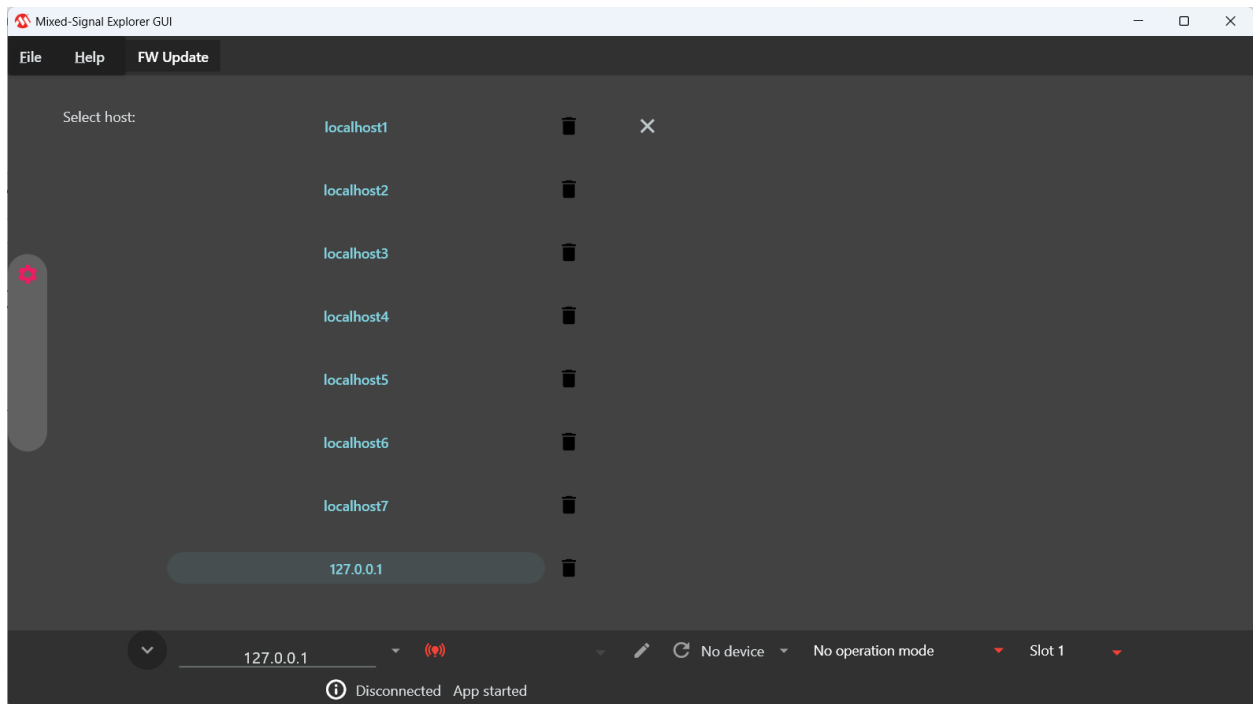 Mixed-Signal Explorer GUI
File Help FW Update
Select host:
localhost1
localhost2
localhost3
localhost4
localhost5
localhost6
localhost7
127.0.0.1
127.0.0.1 No device No operation mode Slot 1
Disconnected App started